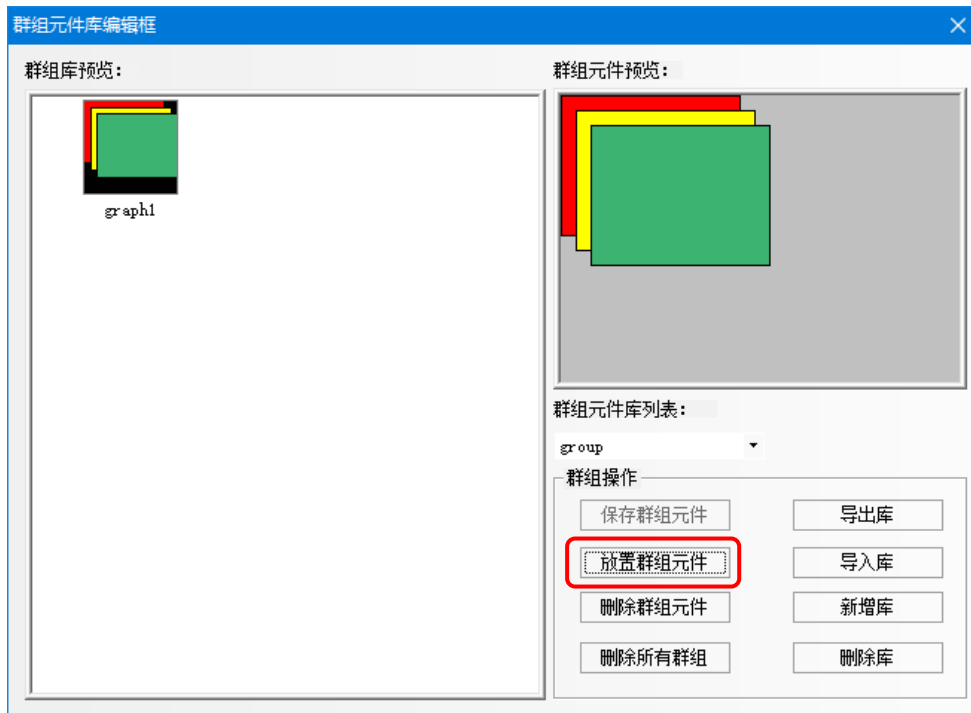 群组元件库编辑框
群组库预览：
群组元件预览：
graph1
群组元件库列表：
group
群组操作
保存群组元件
导出库
放置群组元件
导入库
删除群组元件
新增库
删除所有群组
删除库